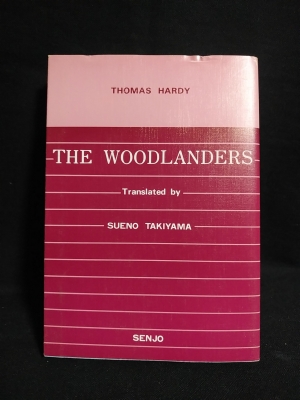 THOMAS HARDY
THE WOODLANDERS
Translated by
SUENO TAKIYAMA
SENJO